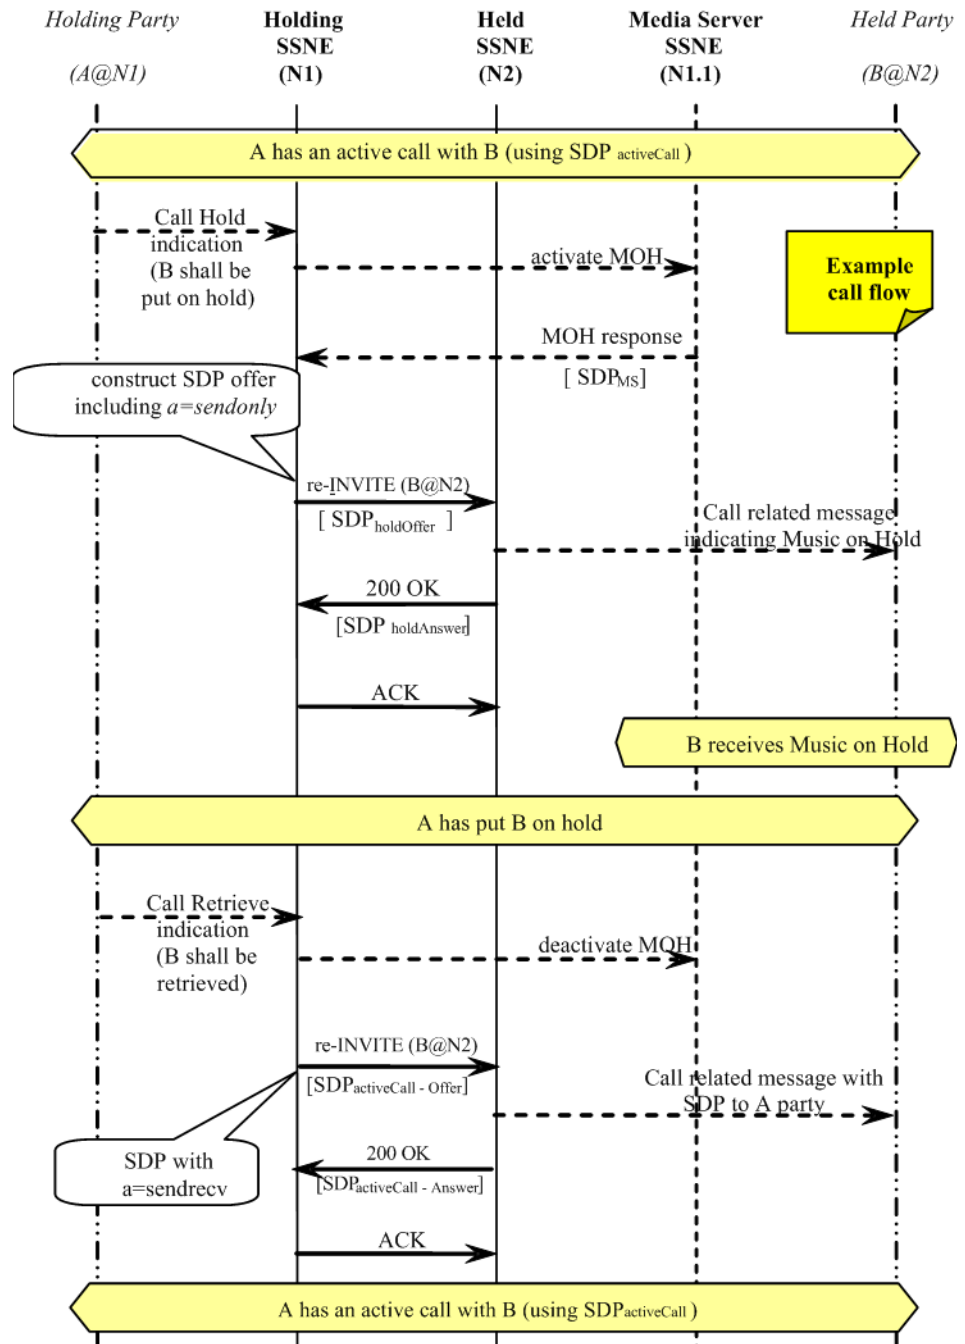 Holding Party
(A@N1)
Holding
SSNE
(N1)
Held
SSNE
(N2)
Media Server
SSNE
(N1.1)
Held Party
(B@N2)
A has an active call with B (using SDP activeCall )
Call Hold
indication
(B shall be
put on hold)
activate MOH
Example
call flow
MOH response
[ SDPMS]
construct SDP offer
including a=sendonly
re-INVITE (B@N2)
[ SDPholdOffer ]
Call related message
indicating Music on Hold
200 OK
[SDP holdAnswer]
ACK
B receives Music on Hold
A has put B on hold
Call Retrieve
indication
(B shall be
retrieved)
deactivate MOH
re-INVITE (B@N2)
[SDPactiveCall - Offer]
Call related message with
SDP to A party
SDP with
a=sendrecv
200 OK
[SDPactiveCall - Answer]
ACK
A has an active call with B (using SDPactiveCall )